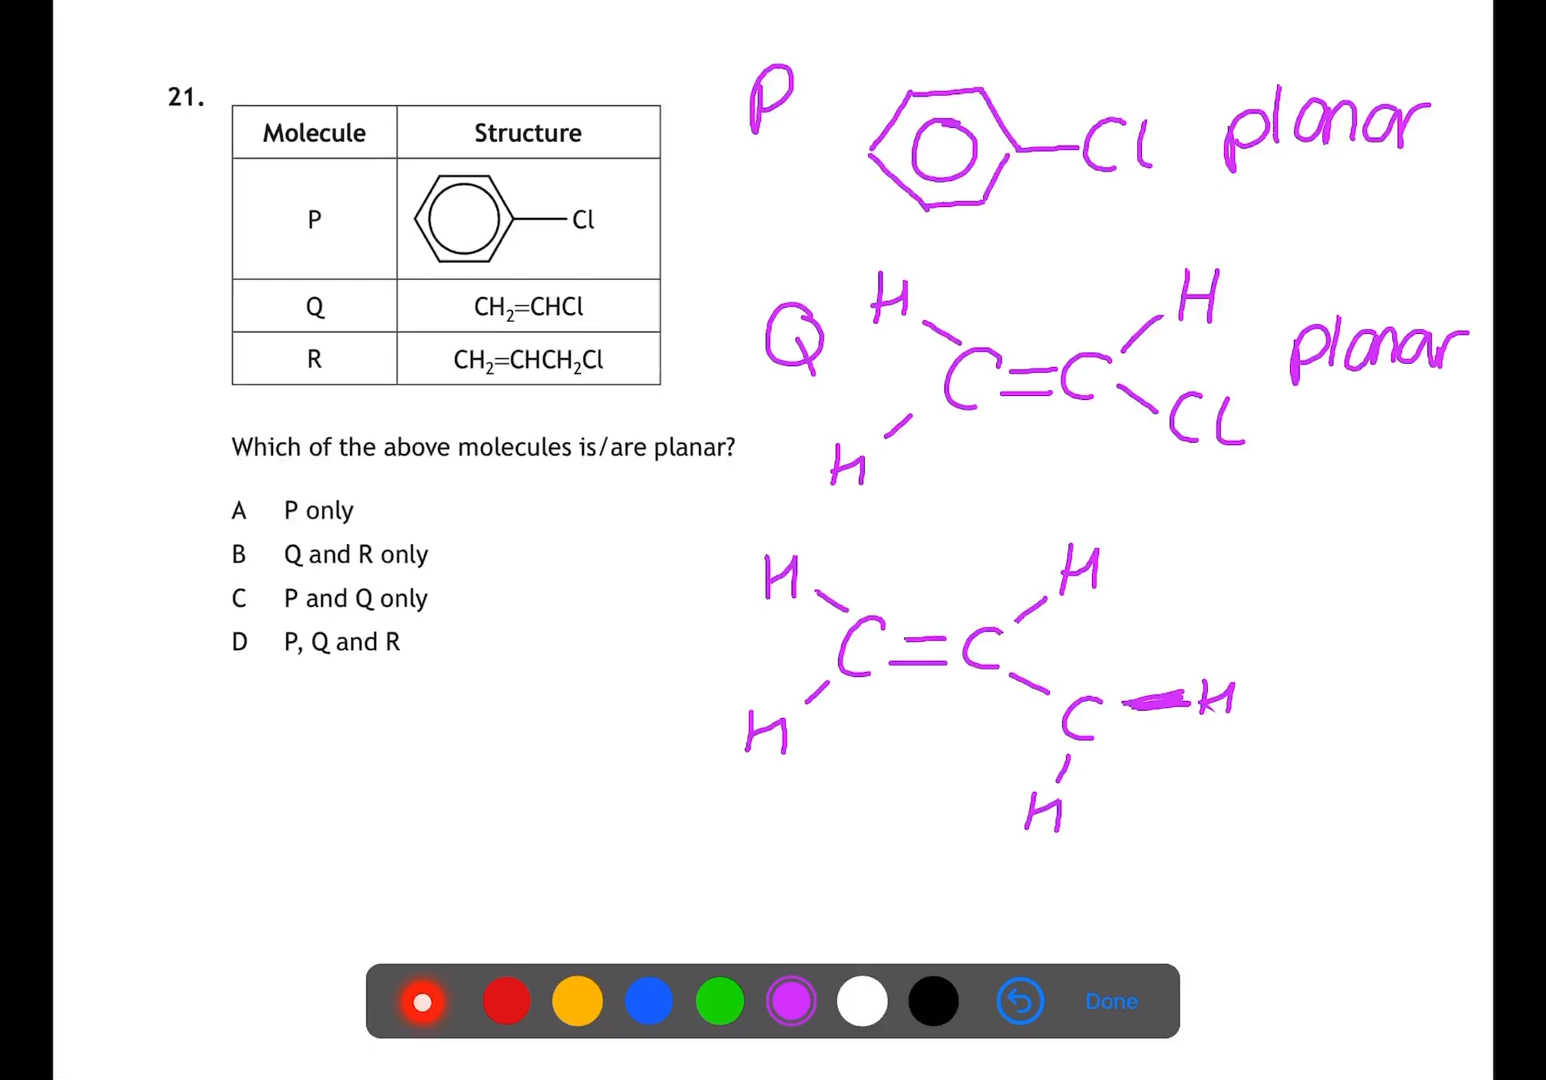 21.
Molecule Structure
P Cl
Q CH₂=CHCl
R CH₂=CHCH₂Cl
Which of the above molecules is/are planar?
A P only
B Q and R only
C P and Q only
D P, Q and R
P Cl planar
Q H H planar
C=C
H Cl
H H
C=C
H C H
H
Done